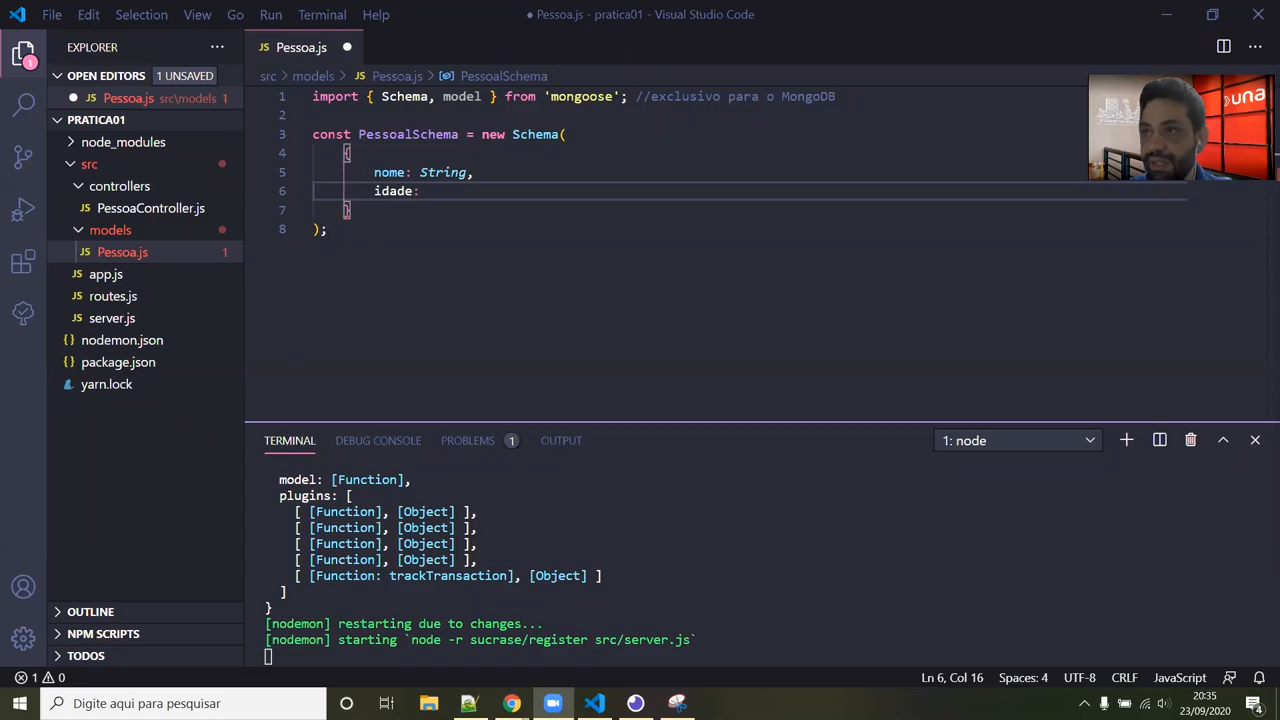 File Edit Selection View Go Run Terminal Help ● Pessoa.js - pratica01 - Visual Studio Code
EXPLORER ...
OPEN EDITORS 1 UNSAVED
● JS Pessoa.js src\models 1
PRATICA01
node_modules
src
controllers
JS PessoaController.js
models
JS Pessoa.js 1
JS app.js
JS routes.js
JS server.js
{} nodemon.json
{} package.json
yarn.lock
OUTLINE
NPM SCRIPTS
TODOS
1
JS Pessoa.js ●
src > models > JS Pessoa.js > PessoalSchema
1 import { Schema, model } from 'mongoose'; //exclusivo para o MongoDB
2
3 const PessoalSchema = new Schema(
4 {
5 nome: String,
6 idade:
7 }
8 );
una
TERMINAL DEBUG CONSOLE PROBLEMS 1 OUTPUT 1: node
model: [Function],
plugins: [
[ [Function], [Object] ],
[ [Function], [Object] ],
[ [Function], [Object] ],
[ [Function], [Object] ],
[ [Function: trackTransaction], [Object] ]
]
}
[nodemon] restarting due to changes...
[nodemon] starting `node -r sucrase/register src/server.js`
1 0 Ln 6, Col 16 Spaces: 4 UTF-8 CRLF JavaScript
Digite aqui para pesquisar
20:35
23/09/2020
4